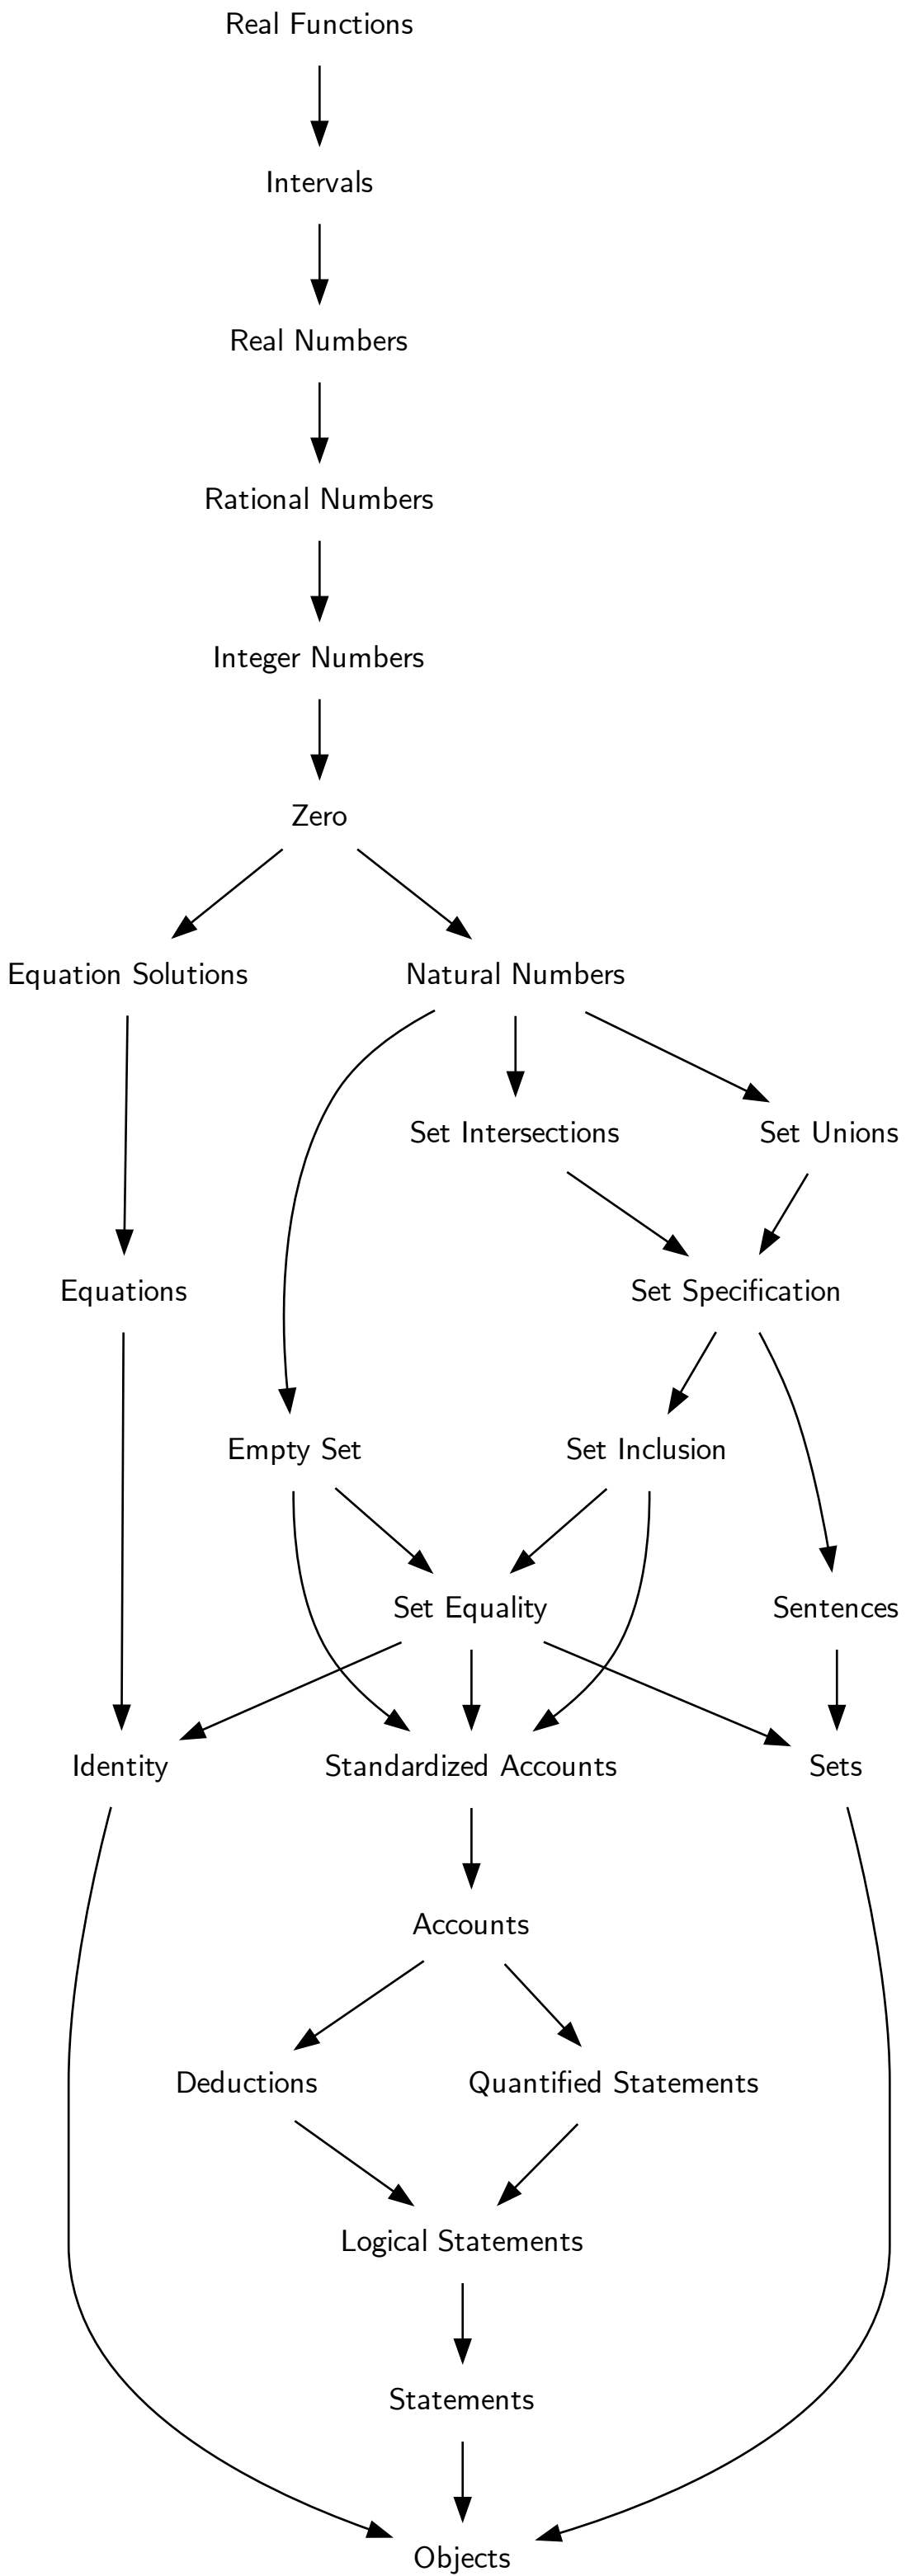 Real Functions
Intervals
Real Numbers
Rational Numbers
Integer Numbers
Zero
Equation Solutions
Natural Numbers
Set Intersections
Set Unions
Equations
Set Specification
Empty Set
Set Inclusion
Set Equality
Sentences
Identity
Standardized Accounts
Sets
Accounts
Deductions
Quantified Statements
Logical Statements
Statements
Objects